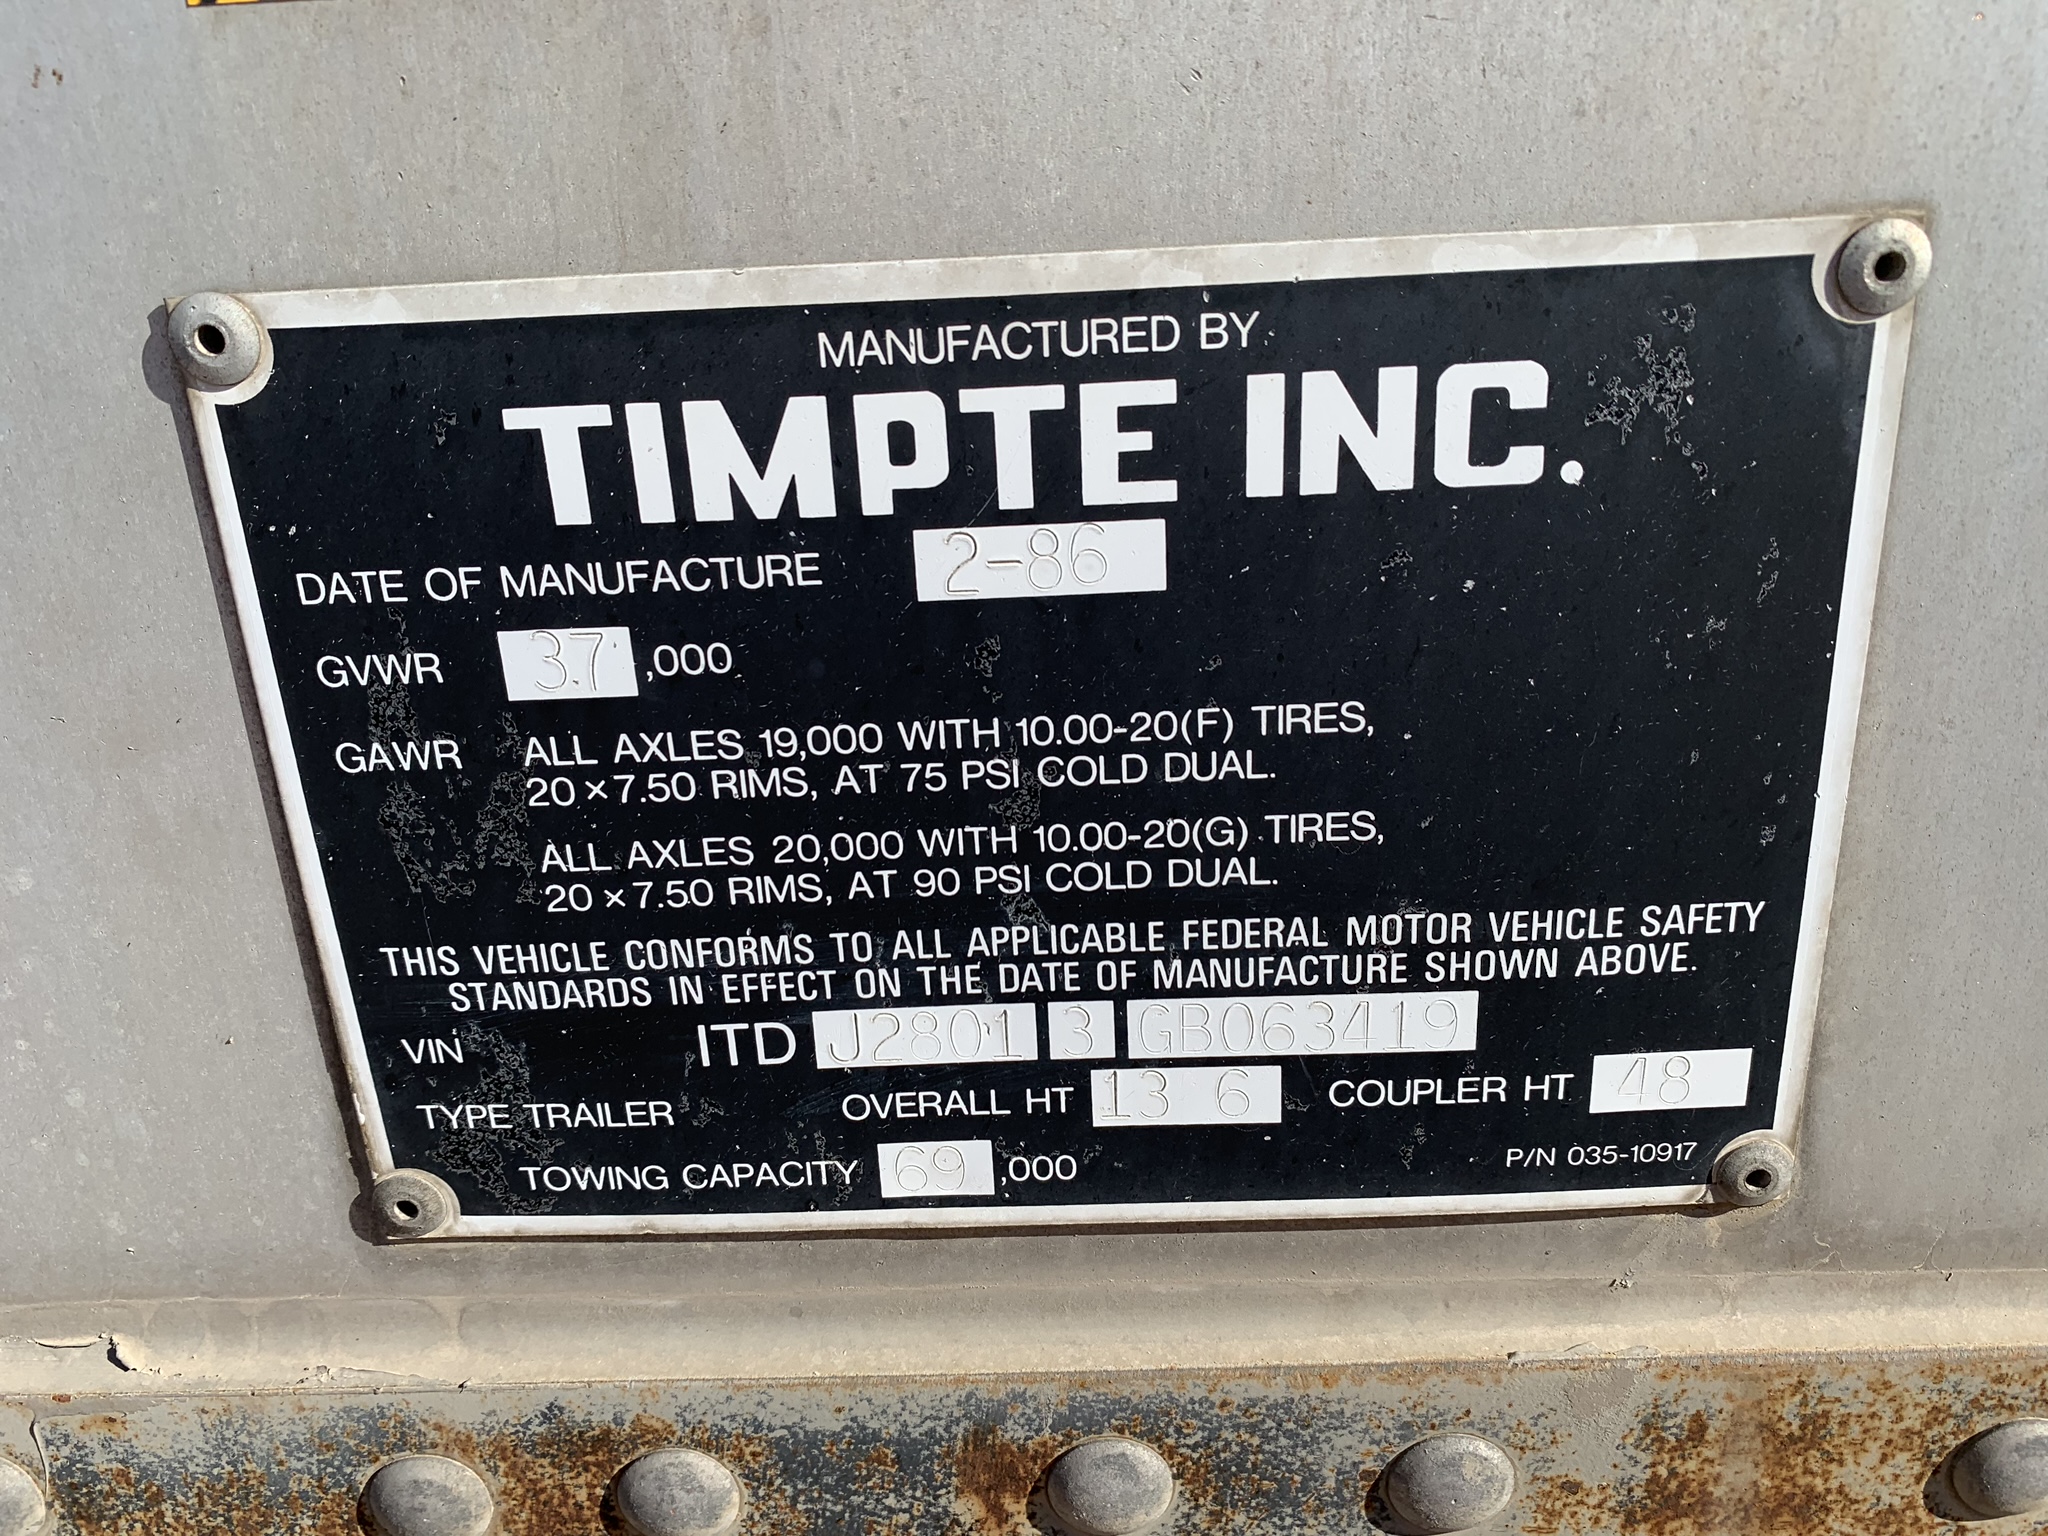 MANUFACTURED BY
TIMPTE INC.
DATE OF MANUFACTURE 2-86
GVWR 37 ,000
GAWR ALL AXLES 19,000 WITH 10.00-20(F) TIRES,
20 × 7.50 RIMS, AT 75 PSI COLD DUAL.
ALL AXLES 20,000 WITH 10.00-20(G) TIRES,
20 × 7.50 RIMS, AT 90 PSI COLD DUAL.
THIS VEHICLE CONFORMS TO ALL APPLICABLE FEDERAL MOTOR VEHICLE SAFETY
STANDARDS IN EFFECT ON THE DATE OF MANUFACTURE SHOWN ABOVE.
VIN ITD J2801 3 GB063419
TYPE TRAILER OVERALL HT 13 6 COUPLER HT 48
TOWING CAPACITY 69 ,000 P/N 035-10917